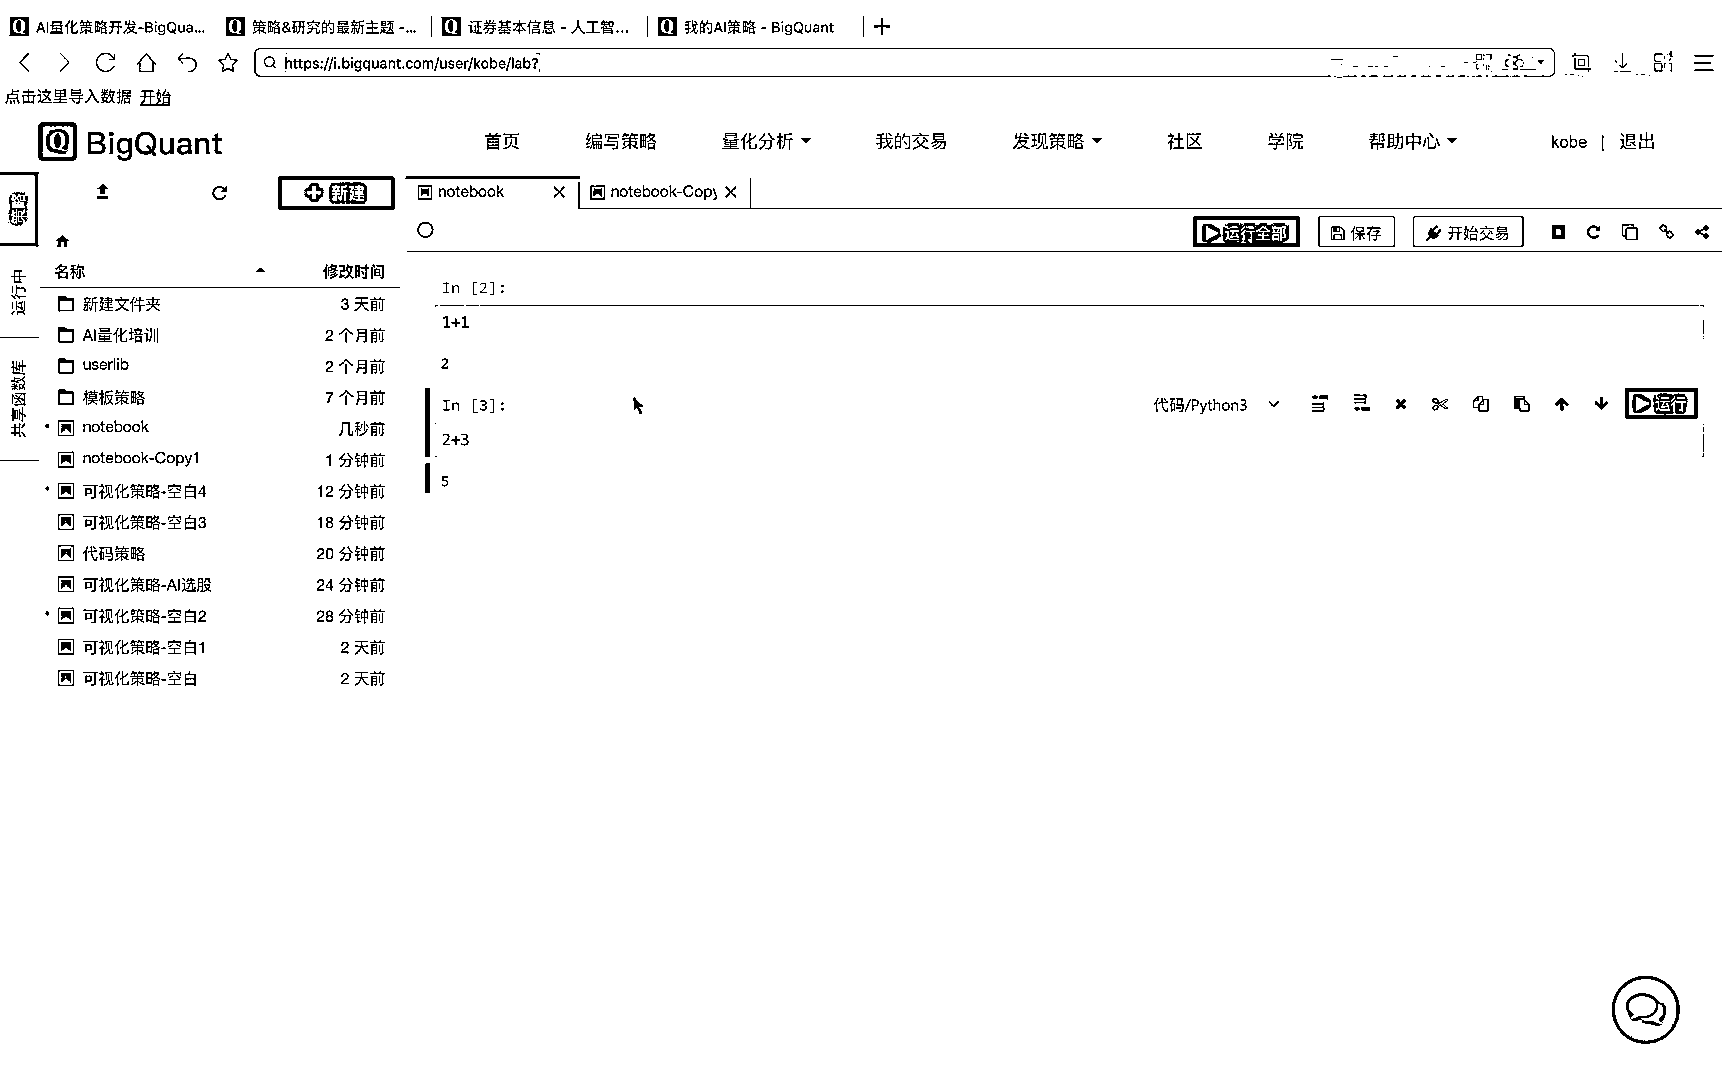 AI量化策略开发-BigQua... 策略&研究的最新主题 -... 证券基本信息 - 人工智... 我的AI策略 - BigQuant
https://i.bigquant.com/user/kobe/lab?
点击这里导入数据 开始
BigQuant 首页 编写策略 量化分析 我的交易 发现策略 社区 学院 帮助中心 kobe | 退出
策略
运行中
共享函数库
新建
名称 修改时间
新建文件夹 3 天前
AI量化培训 2 个月前
userlib 2 个月前
模板策略 7 个月前
notebook 几秒前
notebook-Copy1 1 分钟前
可视化策略-空白4 12 分钟前
可视化策略-空白3 18 分钟前
代码策略 20 分钟前
可视化策略-AI选股 24 分钟前
可视化策略-空白2 28 分钟前
可视化策略-空白1 2 天前
可视化策略-空白 2 天前
notebook notebook-Copy
运行全部 保存 开始交易
In [2]:
1+1
2
In [3]: 代码/Python3 运行
2+3
5